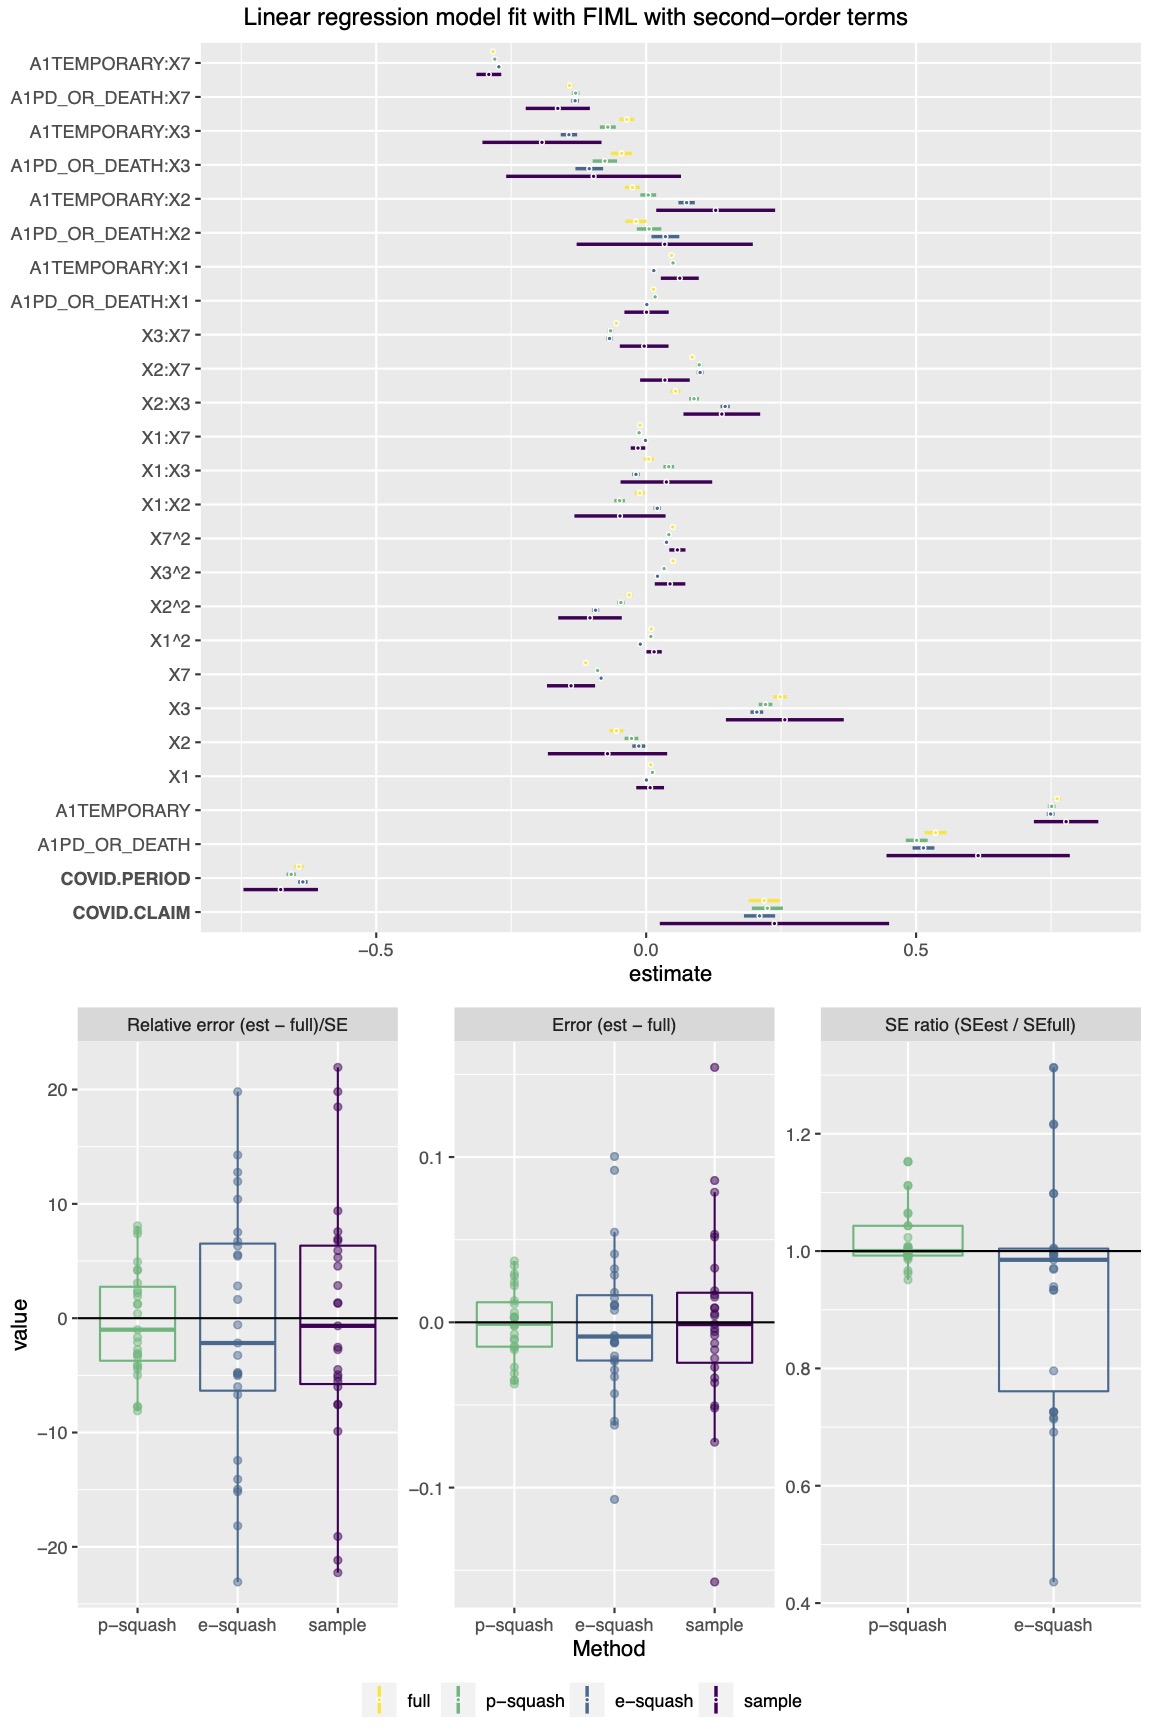 Linear regression model fit with FIML with second−order terms
A1TEMPORARY:X7
A1PD_OR_DEATH:X7
A1TEMPORARY:X3
A1PD_OR_DEATH:X3
A1TEMPORARY:X2
A1PD_OR_DEATH:X2
A1TEMPORARY:X1
A1PD_OR_DEATH:X1
X3:X7
X2:X7
X2:X3
X1:X7
X1:X3
X1:X2
X7^2
X3^2
X2^2
X1^2
X7
X3
X2
X1
A1TEMPORARY
A1PD_OR_DEATH
COVID.PERIOD
COVID.CLAIM
−0.5 0.0 0.5
estimate
Relative error (est − full)/SE
Error (est − full)
SE ratio (SEest / SEfull)
value
20
10
0
−10
−20
0.1
0.0
−0.1
1.2
1.0
0.8
0.6
0.4
p−squash e−squash sample
p−squash e−squash sample
p−squash e−squash
Method
full p−squash e−squash sample